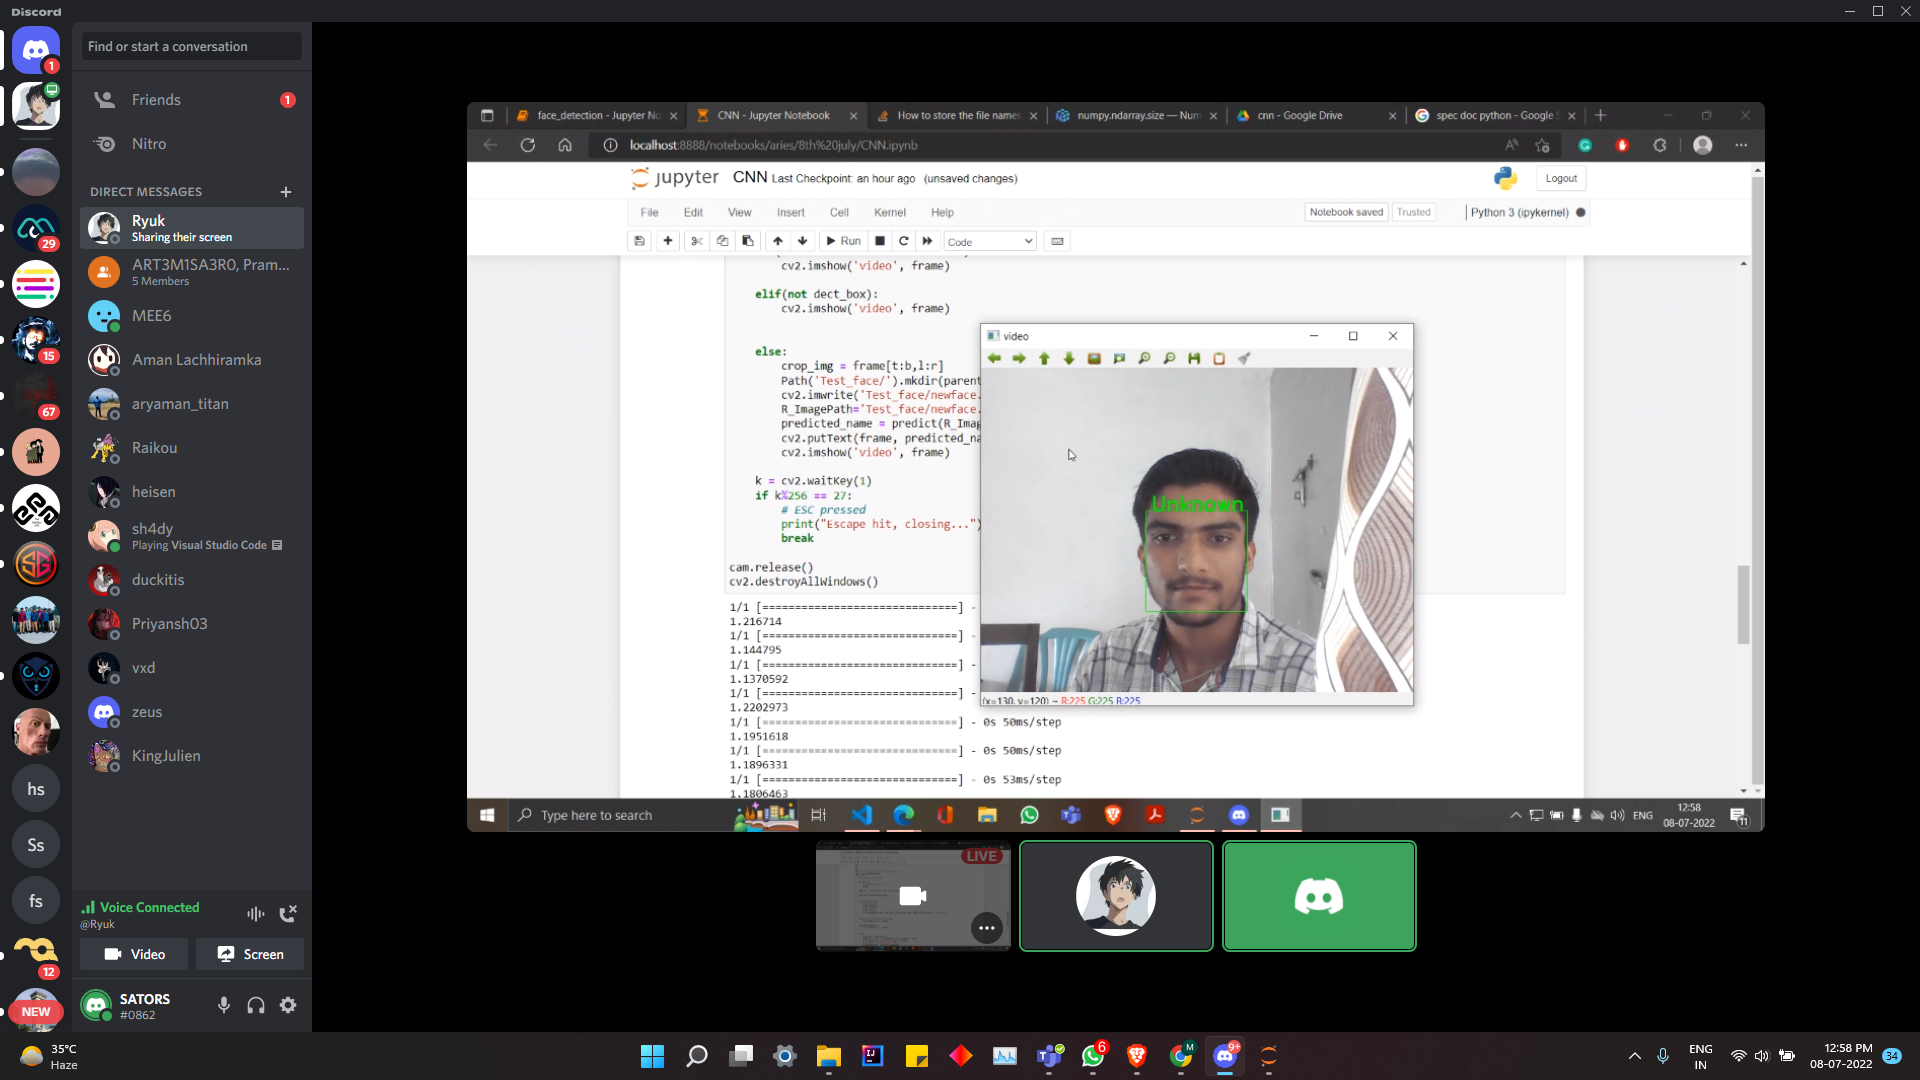 Discord
Find or start a conversation
1
Friends
1
Nitro
DIRECT MESSAGES
Ryuk
Sharing their screen
29
ART3M1SA3R0, Pram...
5 Members
MEE6
15
Aman Lachhiramka
67
aryaman_titan
Raikou
heisen
sh4dy
Playing Visual Studio Code
duckitis
Priyansh03
vxd
zeus
KingJulien
hs
Ss
fs
12
NEW
Voice Connected
@Ryuk
Video
Screen
SATORS
#0862
face_detection - Jupyter No
CNN - Jupyter Notebook
How to store the file names
numpy.ndarray.size — Num
cnn - Google Drive
spec doc python - Google S
localhost:8888/notebooks/aries/8th%20july/CNN.ipynb
jupyter CNN Last Checkpoint: an hour ago (unsaved changes)
Logout
File Edit View Insert Cell Kernel Help
Notebook saved
Trusted
Python 3 (ipykernel)
Run
Code
cv2.imshow('video', frame)
elif(not dect_box):
cv2.imshow('video', frame)
else:
crop_img = frame[t:b,l:r]
Path('Test_face/').mkdir(parent
cv2.imwrite('Test_face/newface.
R_ImagePath='Test_face/newface.
predicted_name = predict(R_Imag
cv2.putText(frame, predicted_na
cv2.imshow('video', frame)
k = cv2.waitKey(1)
if k%256 == 27:
# ESC pressed
print("Escape hit, closing...")
break
cam.release()
cv2.destroyAllWindows()
1/1 [==============================] -
1.216714
1/1 [==============================] -
1.144795
1/1 [==============================] -
1.1370592
1/1 [==============================] -
1.2202973
1/1 [==============================] - 0s 50ms/step
1.1951618
1/1 [==============================] - 0s 50ms/step
1.1896331
1/1 [==============================] - 0s 53ms/step
1.1806463
video
Unknown
(x=130, y=120) ~ R:225 G:225 B:225
Type here to search
ENG
12:58
08-07-2022
11
LIVE
35°C
Haze
6
M
9+
ENG
IN
12:58 PM
08-07-2022
34